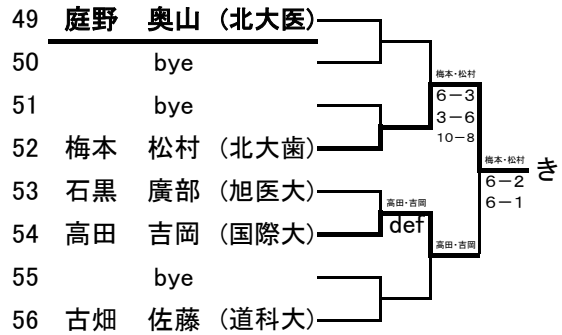 49 庭野 奥山 (北大医)
50 bye
51 bye
52 梅本 松村 (北大歯)
53 石黒 廣部 (旭医大)
54 高田 吉岡 (国際大)
55 bye
56 古畑 佐藤 (道科大)
梅本・松村
6-3
3-6
10-8
高田・吉岡
def
高田・吉岡
梅本・松村
6-2
6-1
き